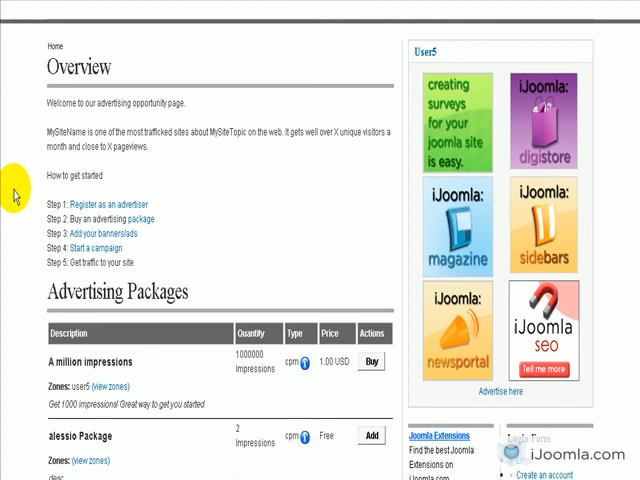 Home
Overview
Welcome to our advertising opportunity page.
MySiteName is one of the most trafficked sites about MySiteTopic on the web. It gets well over X unique visitors a
month and close to X pageviews.
How to get started
Step 1: Register as an advertiser
Step 2: Buy an advertising package
Step 3: Add your banners/ads
Step 4: Start a campaign
Step 5: Get traffic to your site
Advertising Packages
Description Quantity Type Price Actions
A million impressions
1000000
Impressions
cpm 1.00 USD Buy
Zones: user5 (view zones)
Get 1000 impressions! Great way to get you started
alessio Package
2
Impressions
cpm Free Add
Zones: (view zones)
desc
User5
creating
surveys
for your
joomla site
is easy.
iJoomla:
digistore
iJoomla:
magazine
iJoomla:
sidebars
iJoomla:
newsportal
iJoomla
seo
Tell me more
Advertise here
Joomla Extensions
Find the best Joomla
Extensions on
iJoomla.com
Login Form
iJoomla.com
Create an account